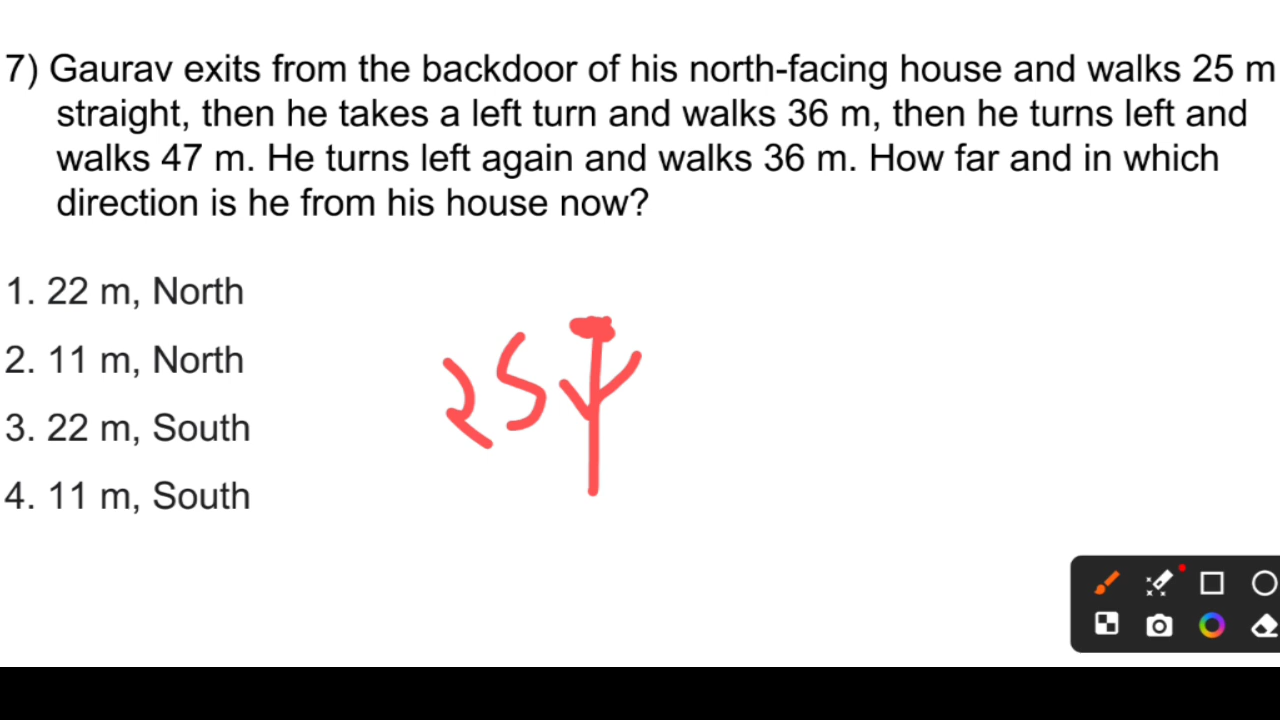 7) Gaurav exits from the backdoor of his north-facing house and walks 25 m
straight, then he takes a left turn and walks 36 m, then he turns left and
walks 47 m. He turns left again and walks 36 m. How far and in which
direction is he from his house now?
1. 22 m, North
2. 11 m, North
25
3. 22 m, South
4. 11 m, South